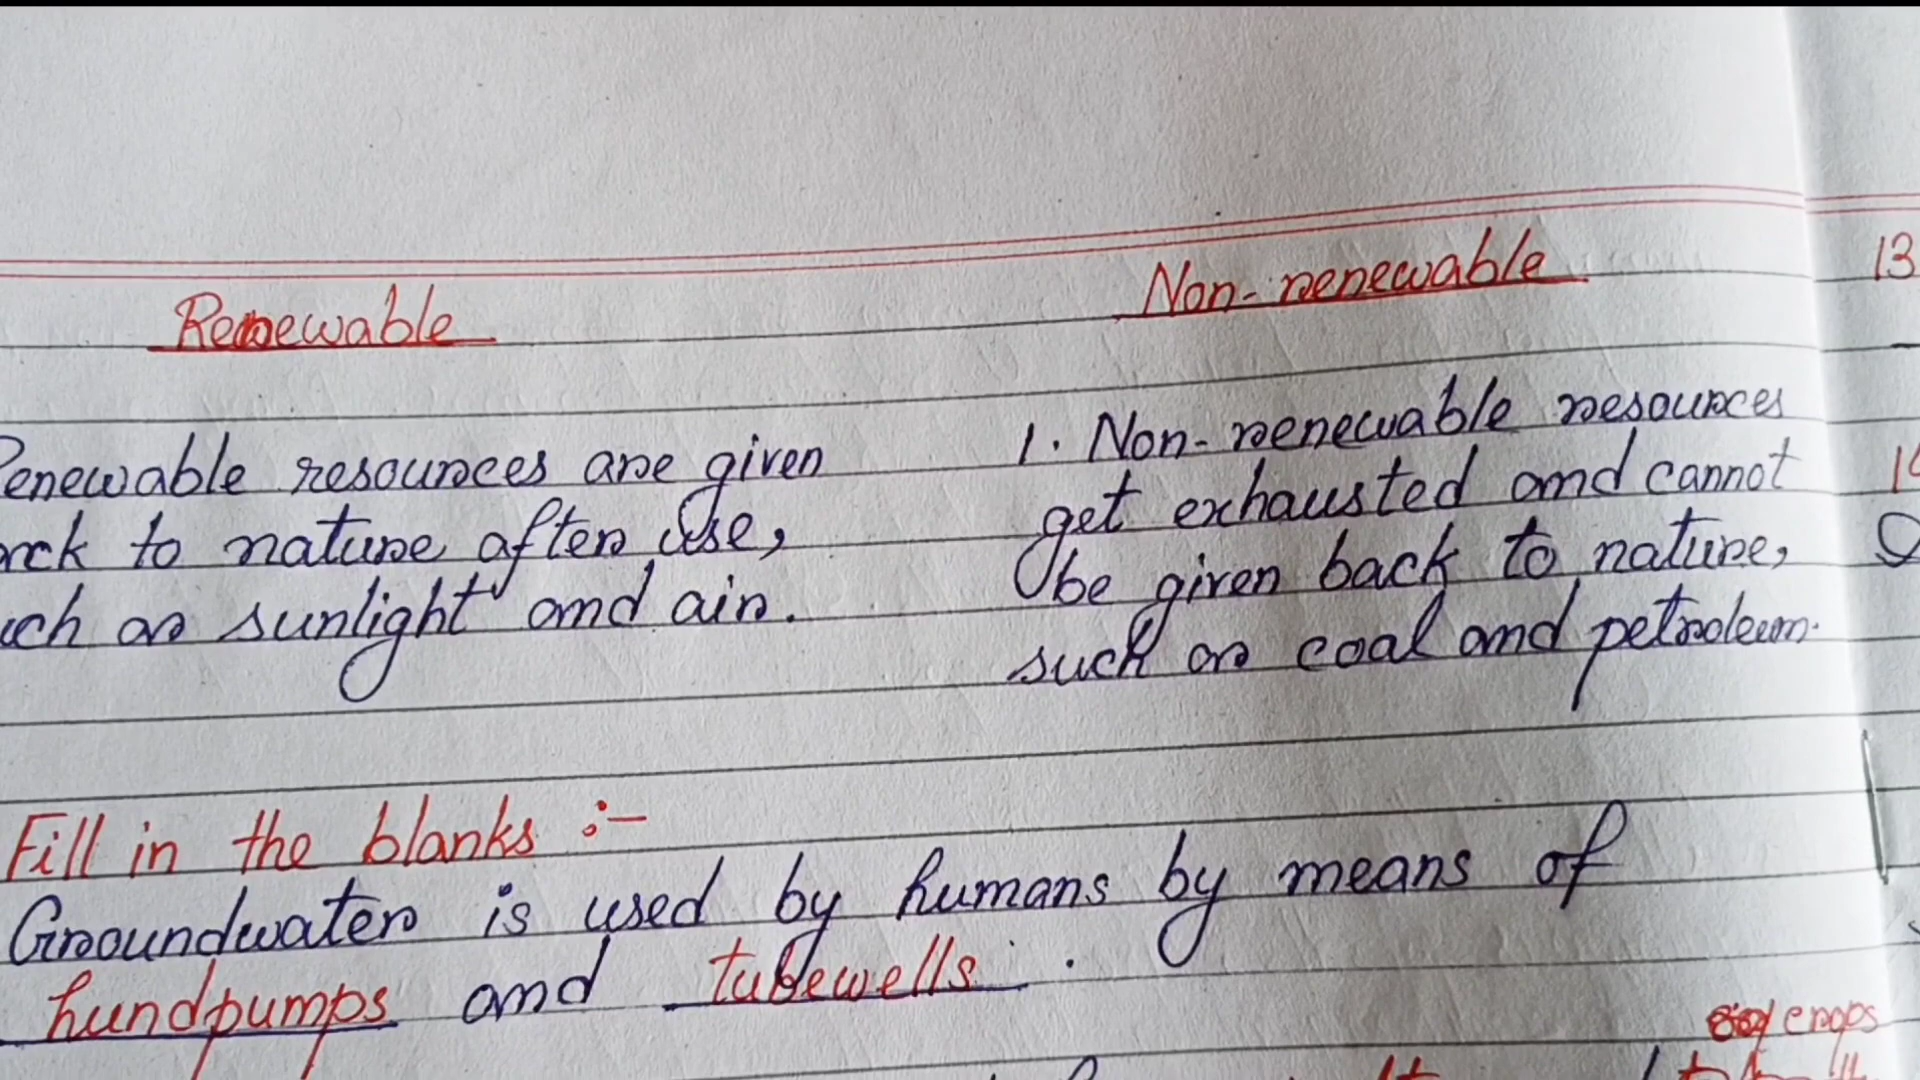 Renewable
Non-renewable
13
Renewable resources are given
back to nature after use,
such as sunlight and air.
1. Non-renewable resources
get exhausted and cannot
be given back to nature,
such as coal and petroleum.
Fill in the blanks :-
Groundwater is used by humans by means of
hundpumps and tubewells.
crops